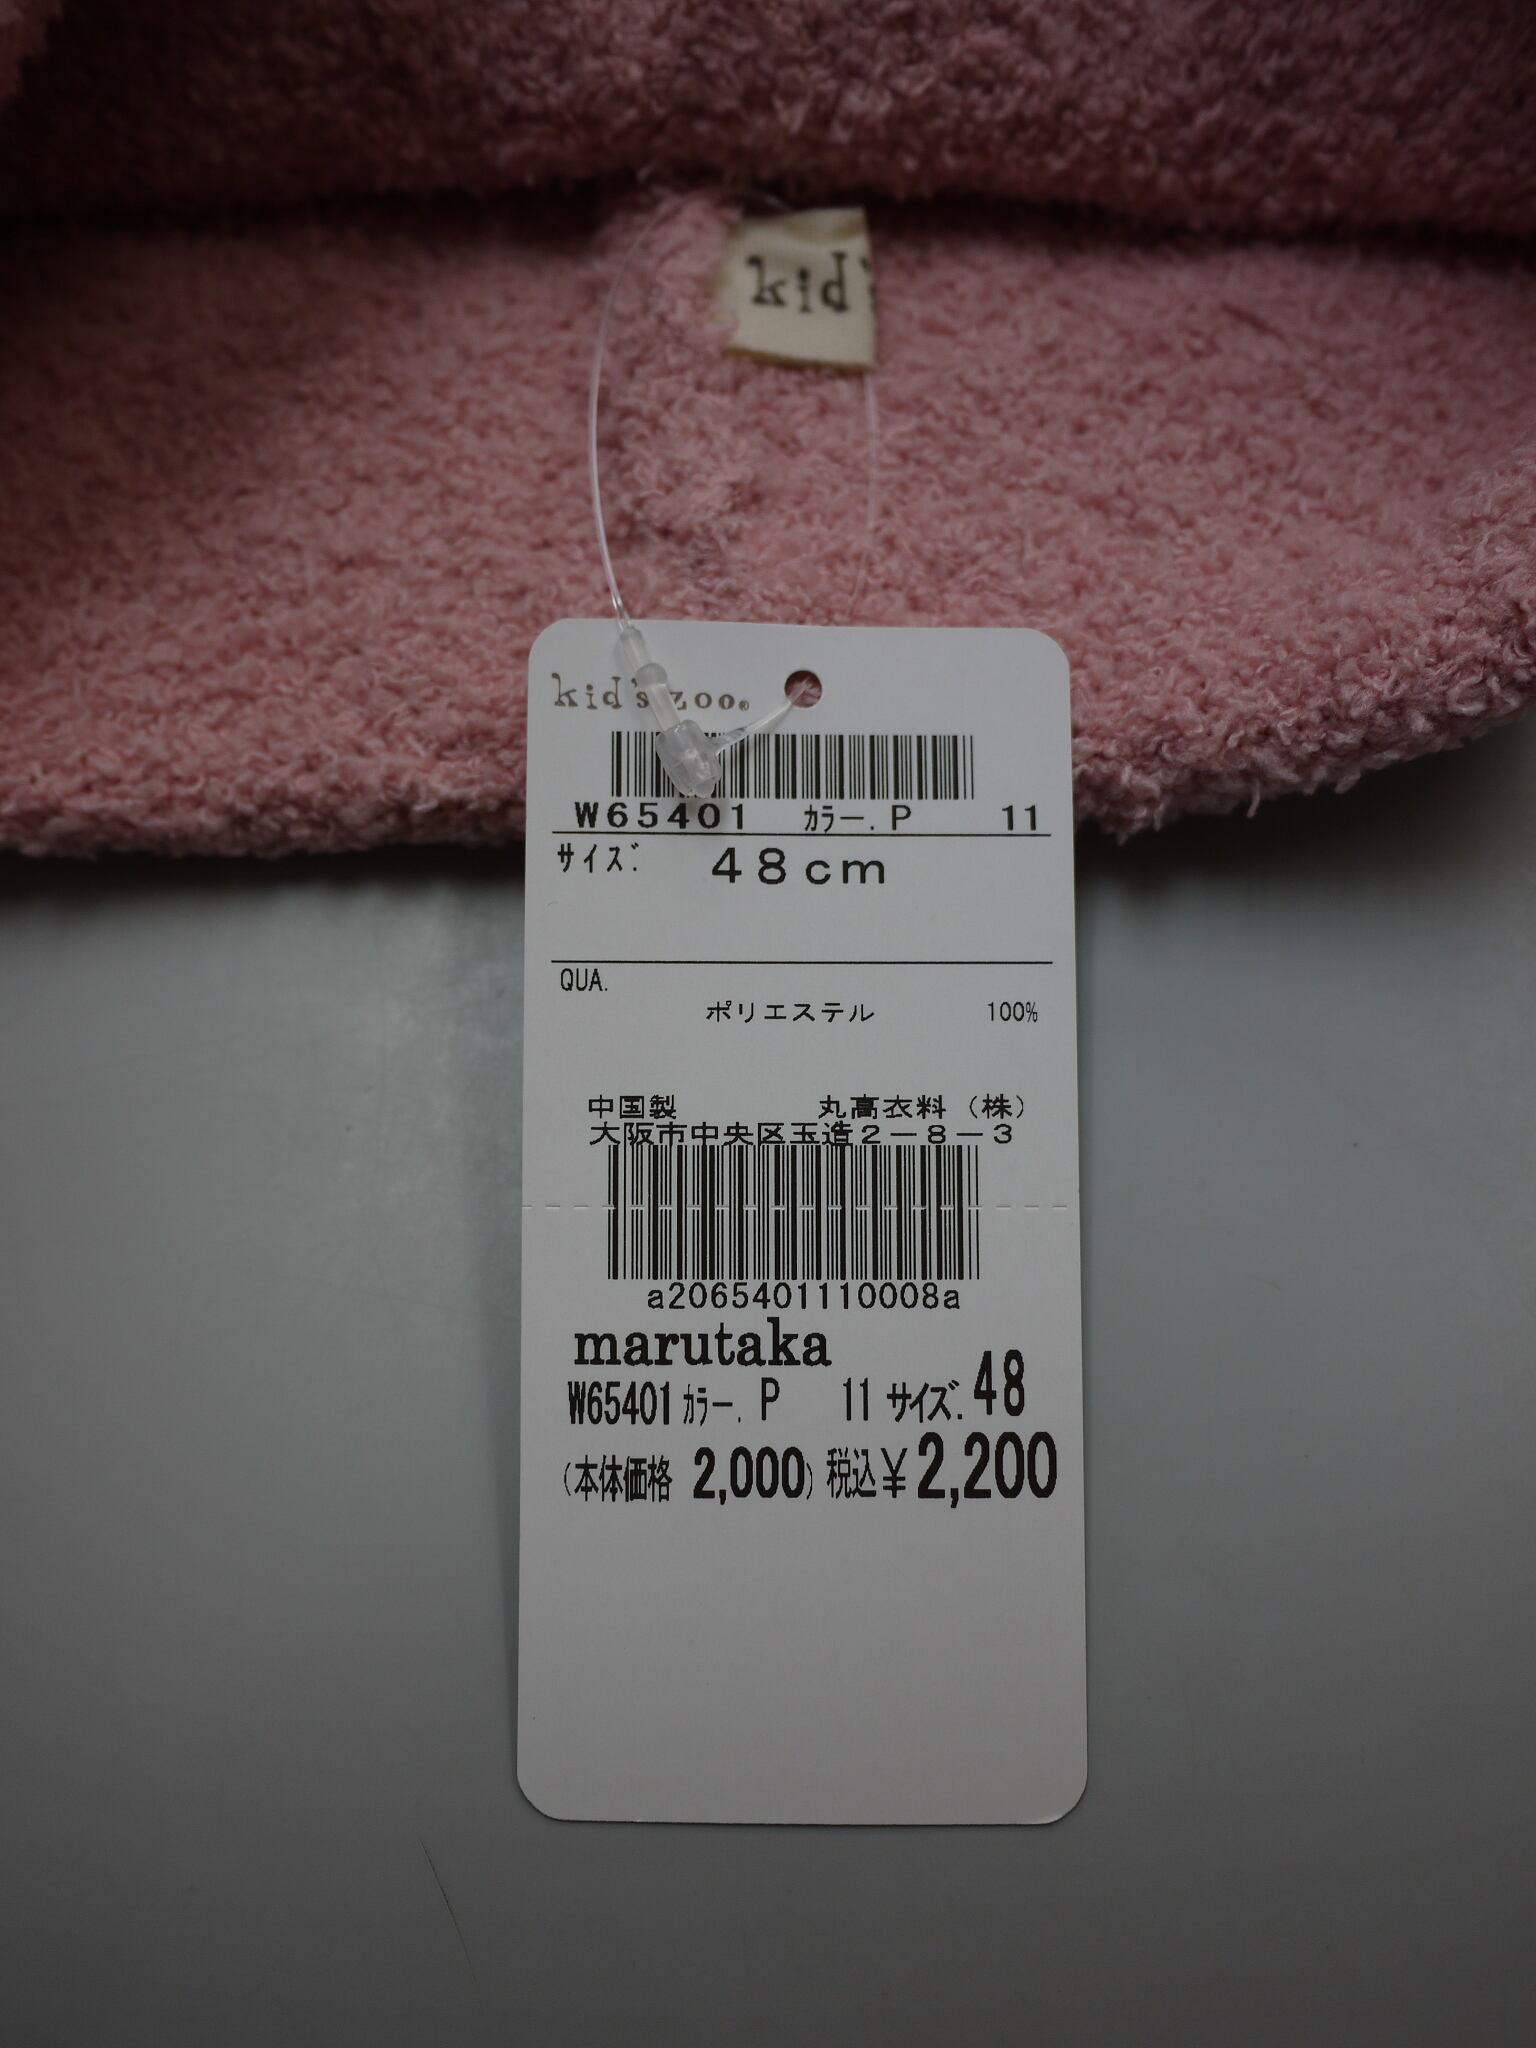 kid's
kid's zoo®
W65401 カラー. P 11
サイズ: 48cm
QUA.
ポリエステル 100%
中国製 丸高衣料（株）
大阪市中央区玉造2－8－3
a2065401110008a
marutaka
W65401 カラー. P 11 サイズ. 48
(本体価格 2,000) 税込¥2,200